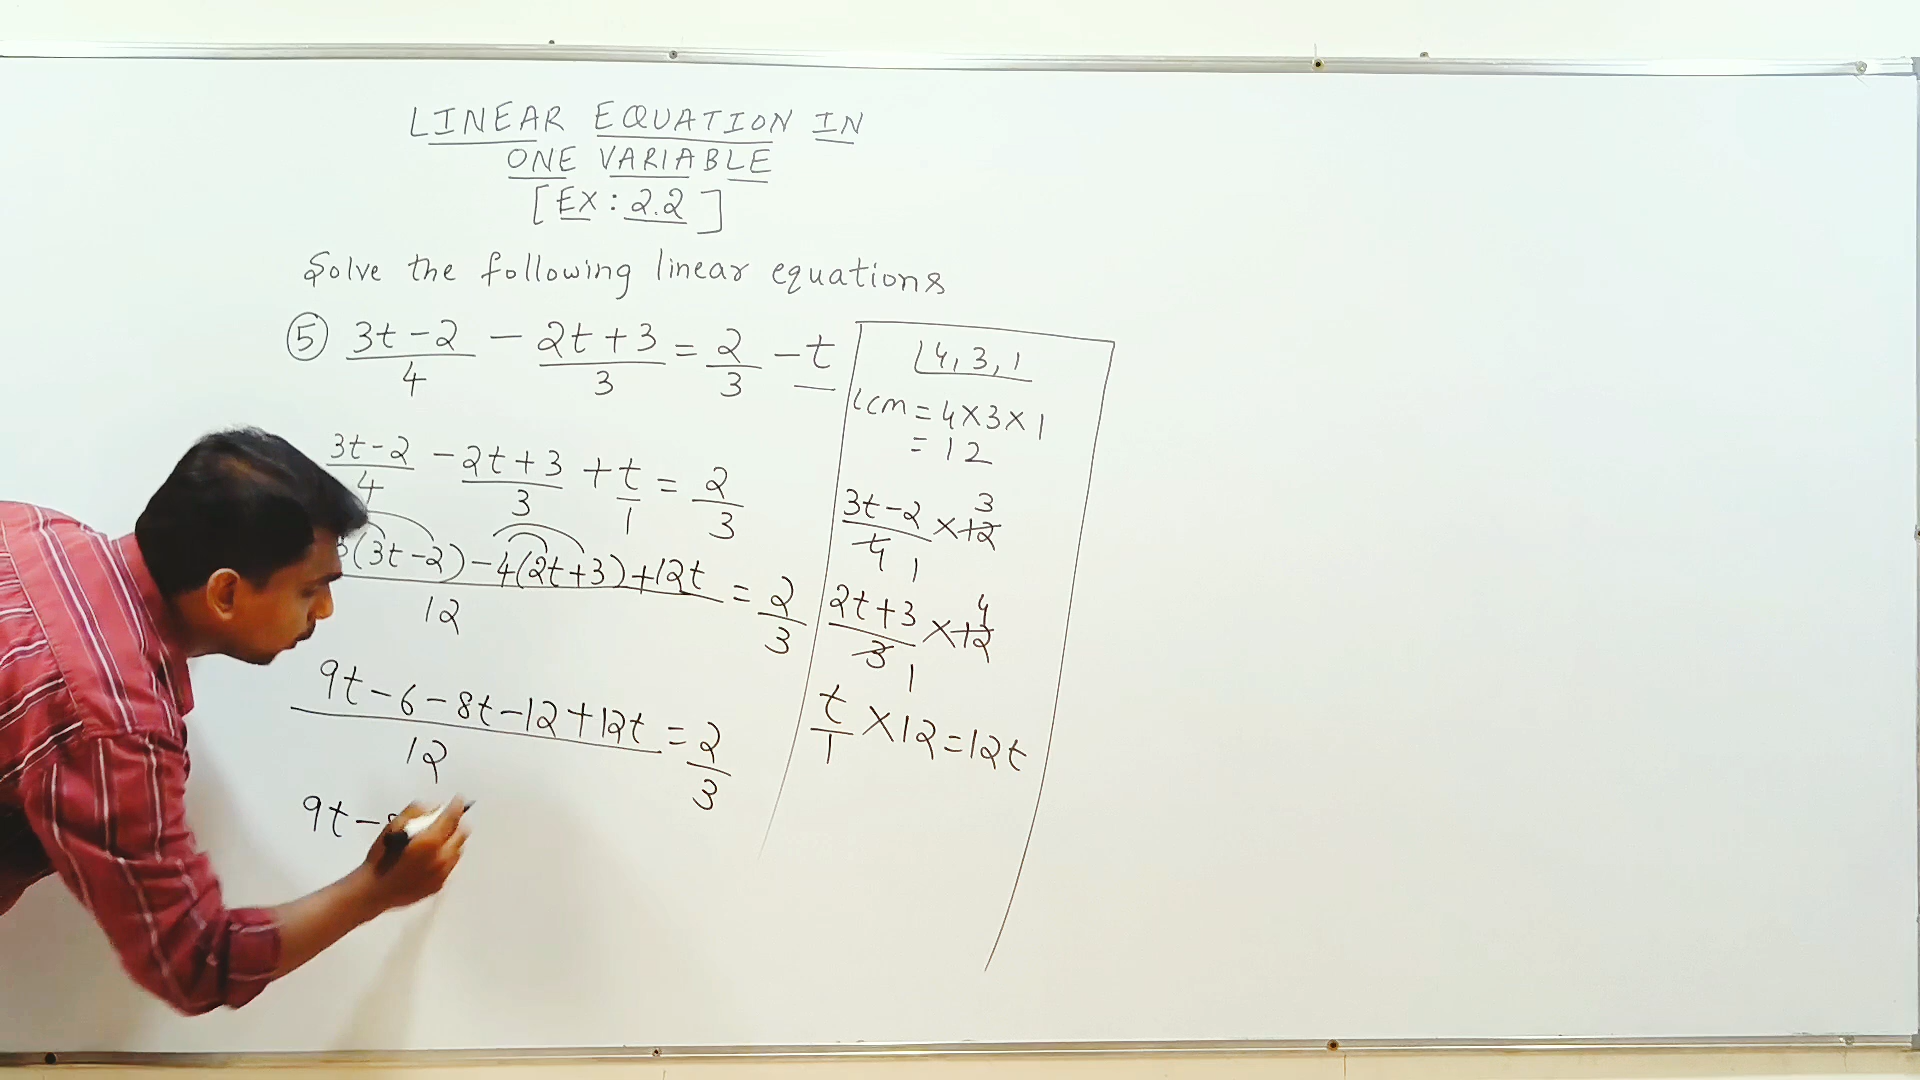 LINEAR EQUATION IN
ONE VARIABLE
[EX: 2.2]
Solve the following linear equations
⑤ (3t-2)/4 - (2t+3)/3 = 2/3 - t
(3t-2)/4 - (2t+3)/3 + t/1 = 2/3
3(3t-2) - 4(2t+3) + 12t / 12 = 2/3
9t-6-8t-12+12t / 12 = 2/3
9t-8
4, 3, 1
LCM = 4×3×1
= 12
(3t-2)/4 × 12 3 1
(2t+3)/3 × 12 4 1
t/1 × 12 = 12t